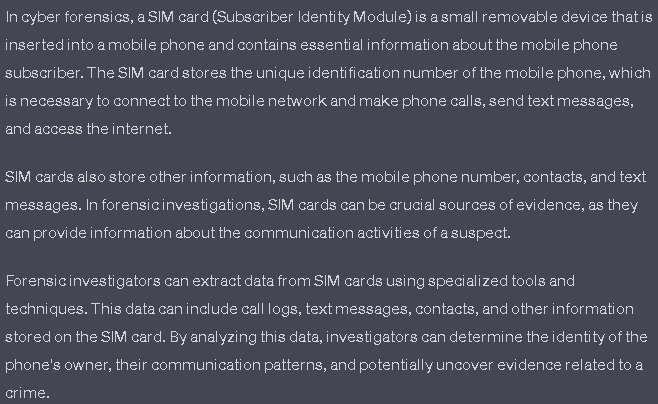 In cyber forensics, a SIM card (Subscriber Identity Module) is a small removable device that is
inserted into a mobile phone and contains essential information about the mobile phone
subscriber. The SIM card stores the unique identification number of the mobile phone, which
is necessary to connect to the mobile network and make phone calls, send text messages,
and access the internet.
SIM cards also store other information, such as the mobile phone number, contacts, and text
messages. In forensic investigations, SIM cards can be crucial sources of evidence, as they
can provide information about the communication activities of a suspect.
Forensic investigators can extract data from SIM cards using specialized tools and
techniques. This data can include call logs, text messages, contacts, and other information
stored on the SIM card. By analyzing this data, investigators can determine the identity of the
phone's owner, their communication patterns, and potentially uncover evidence related to a
crime.